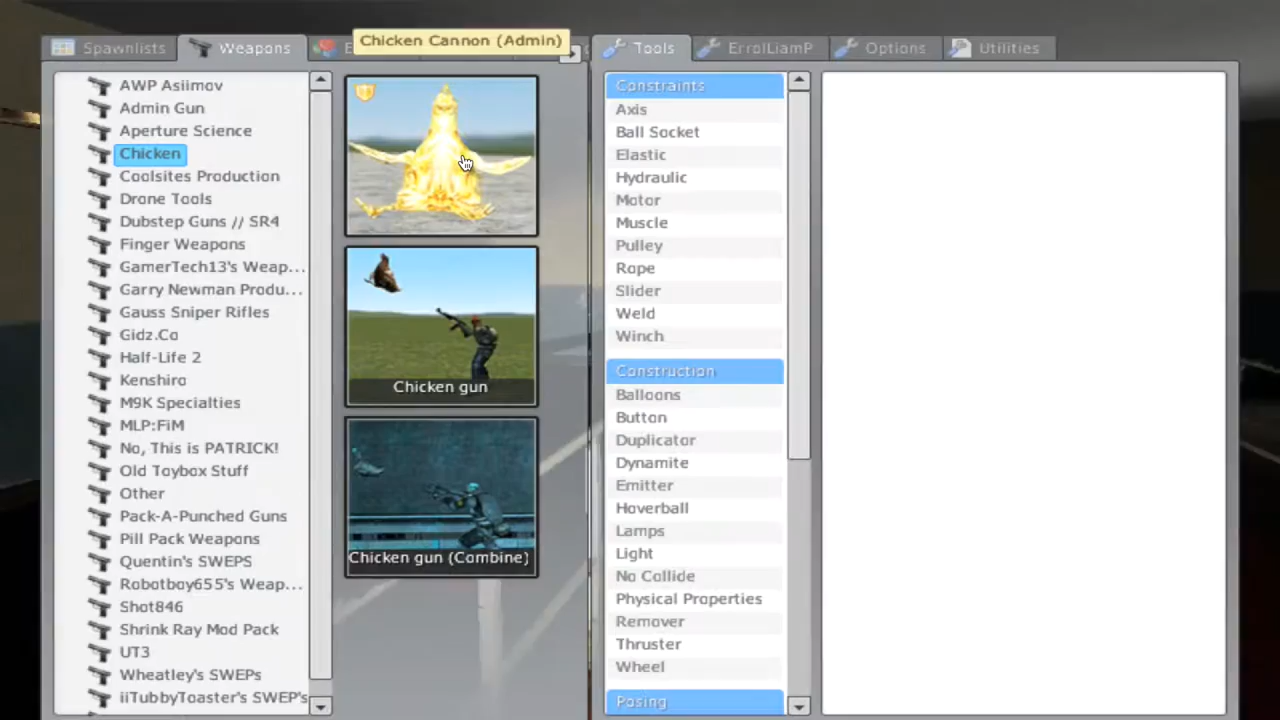 Spawnlists
Weapons
Chicken Cannon (Admin)
AWP Asiimov
Admin Gun
Aperture Science
Chicken
Coolsites Production
Drone Tools
Dubstep Guns // SR4
Finger Weapons
GamerTech13's Weap...
Garry Newman Produ...
Gauss Sniper Rifles
Gidz.Co
Half-Life 2
Kenshiro
M9K Specialties
MLP:FiM
No, This is PATRICK!
Old Toybox Stuff
Other
Pack-A-Punched Guns
Pill Pack Weapons
Quentin's SWEPS
Robotboy655's Weap...
Shot846
Shrink Ray Mod Pack
UT3
Wheatley's SWEPs
iiTubbyToaster's SWEP's
Chicken gun
Chicken gun (Combine)
Tools
ErrolLiamP
Options
Utilities
Constraints
Axis
Ball Socket
Elastic
Hydraulic
Motor
Muscle
Pulley
Rope
Slider
Weld
Winch
Construction
Balloons
Button
Duplicator
Dynamite
Emitter
Hoverball
Lamps
Light
No Collide
Physical Properties
Remover
Thruster
Wheel
Posing